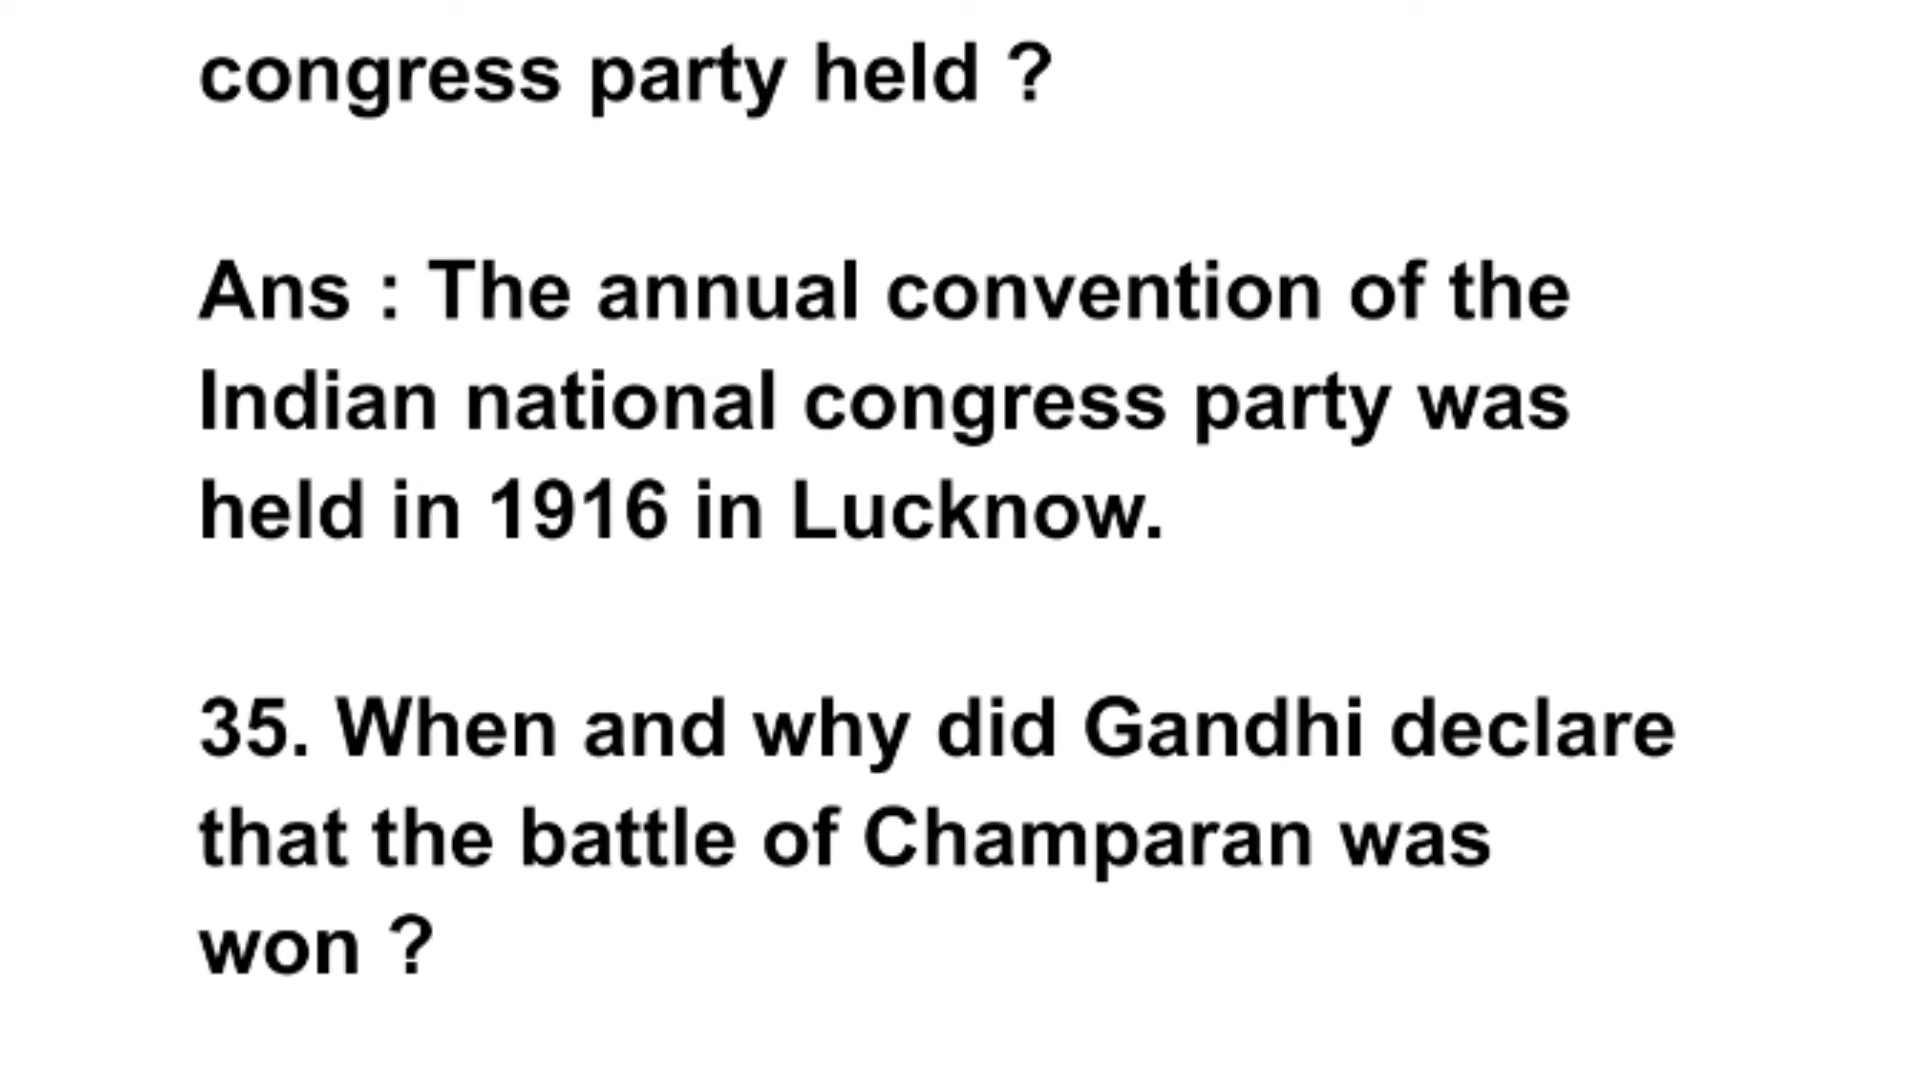 congress party held ?
Ans : The annual convention of the
Indian national congress party was
held in 1916 in Lucknow.
35. When and why did Gandhi declare
that the battle of Champaran was
won ?